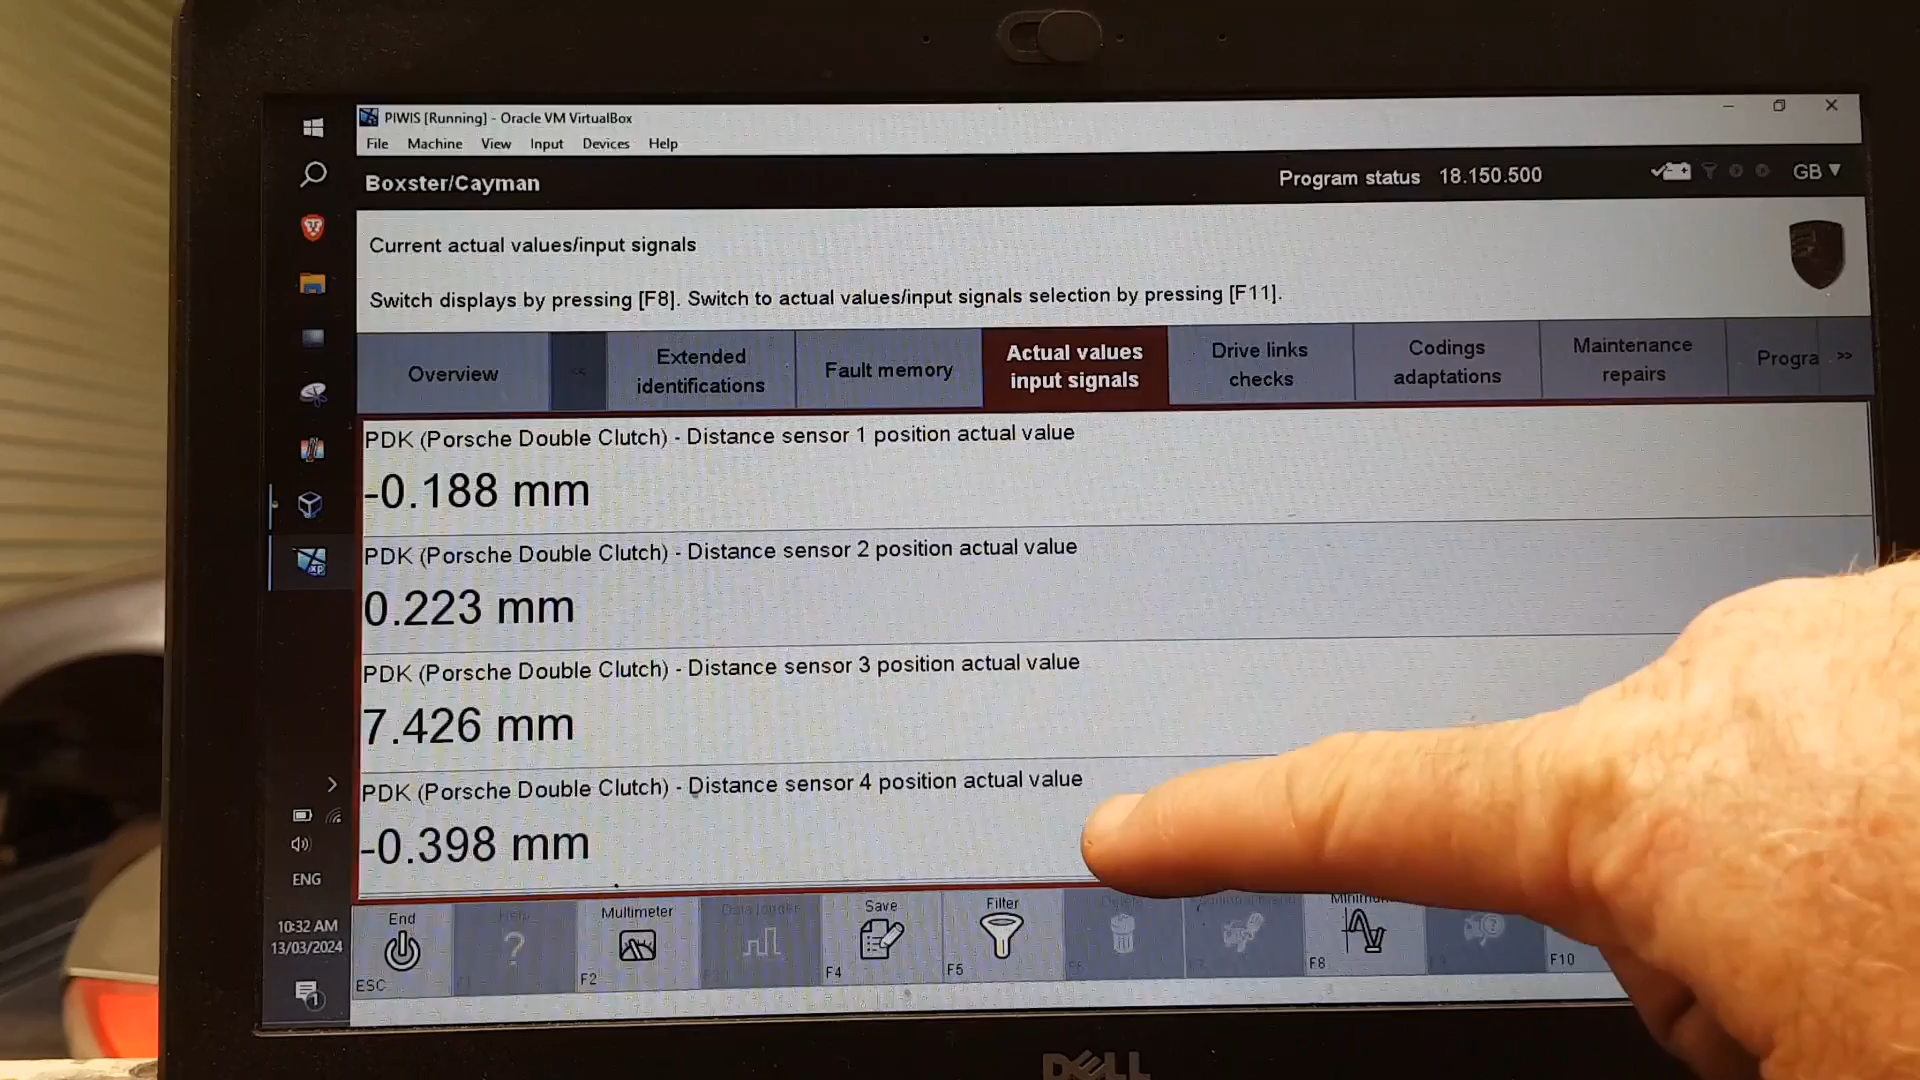 PIWIS [Running] - Oracle VM VirtualBox
File Machine View Input Devices Help
Boxster/Cayman
Program status 18.150.500
GB
Current actual values/input signals
Switch displays by pressing [F8]. Switch to actual values/input signals selection by pressing [F11].
Overview
<<
Extended
identifications
Fault memory
Actual values
input signals
Drive links
checks
Codings
adaptations
Maintenance
repairs
Progra
>>
PDK (Porsche Double Clutch) - Distance sensor 1 position actual value
-0.188 mm
PDK (Porsche Double Clutch) - Distance sensor 2 position actual value
0.223 mm
PDK (Porsche Double Clutch) - Distance sensor 3 position actual value
7.426 mm
PDK (Porsche Double Clutch) - Distance sensor 4 position actual value
-0.398 mm
ENG
10:32 AM
13/03/2024
1
xp
End
ESC
Help
?
Multimeter
F2
Data logger
Save
F4
Filter
F5
Delete
F8
F10
DELL